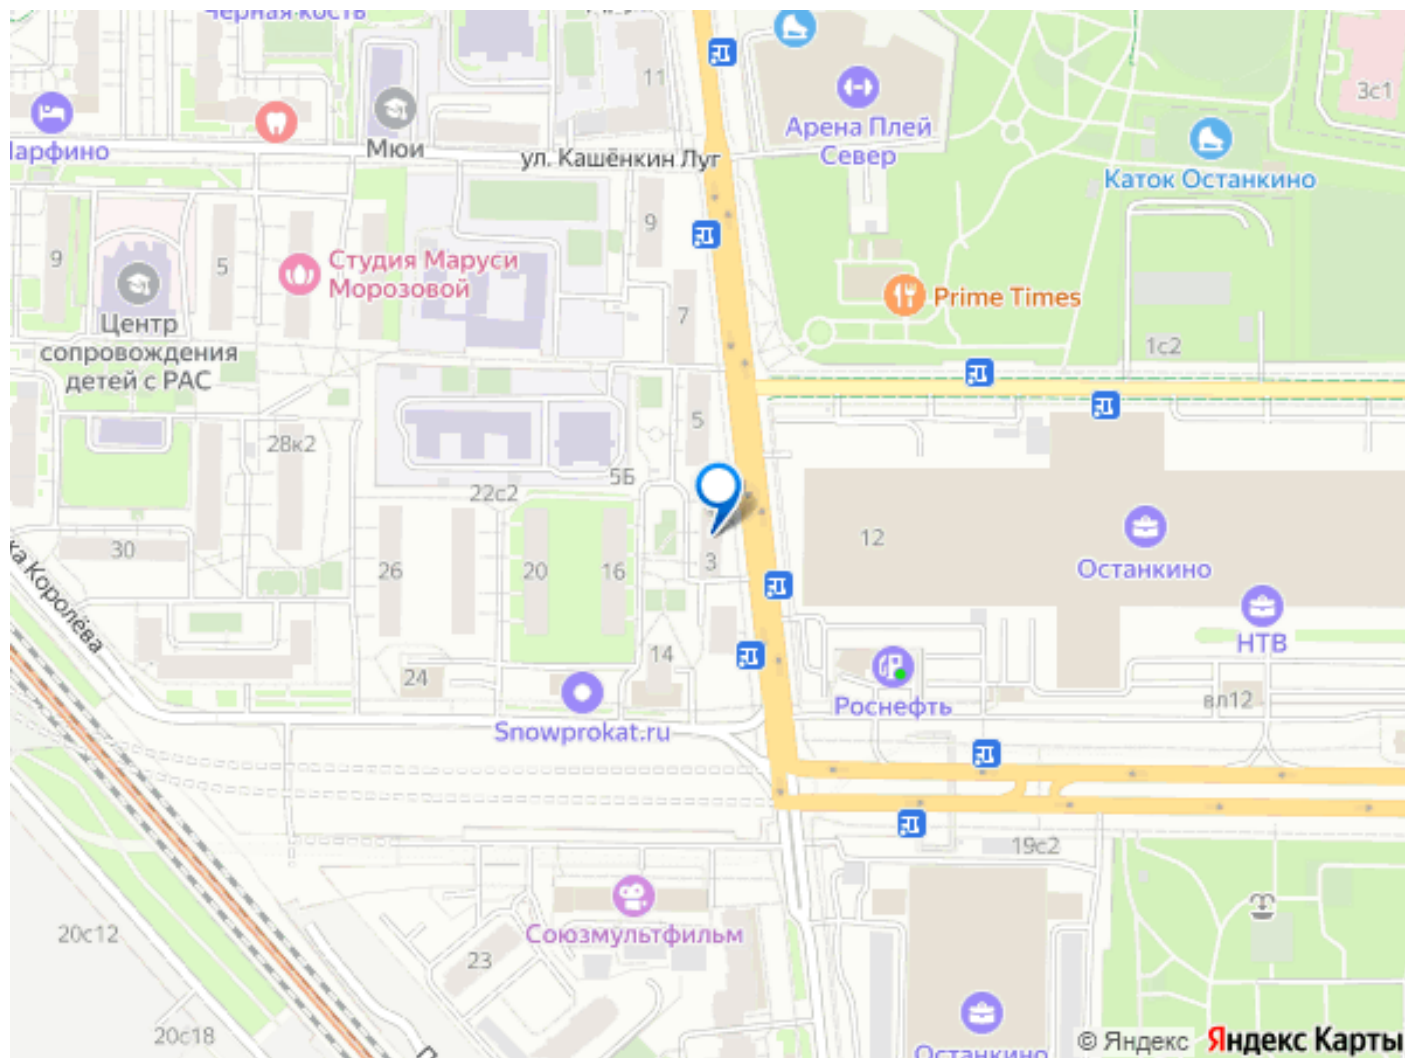 Черная кость
11
3с1
Арена Плей
Север
Марфино
Мюи
ул. Кашёнкин Луг
Каток Останкино
9
9
5
Студия Маруси
Морозовой
7
Prime Times
Центр
сопровождения
детей с РАС
1с2
5
28к2
5Б
22с2
12
30
26
20
16
3
Останкино
ка Королёва
НТВ
14
24
Роснефть
вл12
Snowprokat.ru
19с2
20с12
Союзмультфильм
23
20с18
Останкино
© Яндекс Яндекс Карты